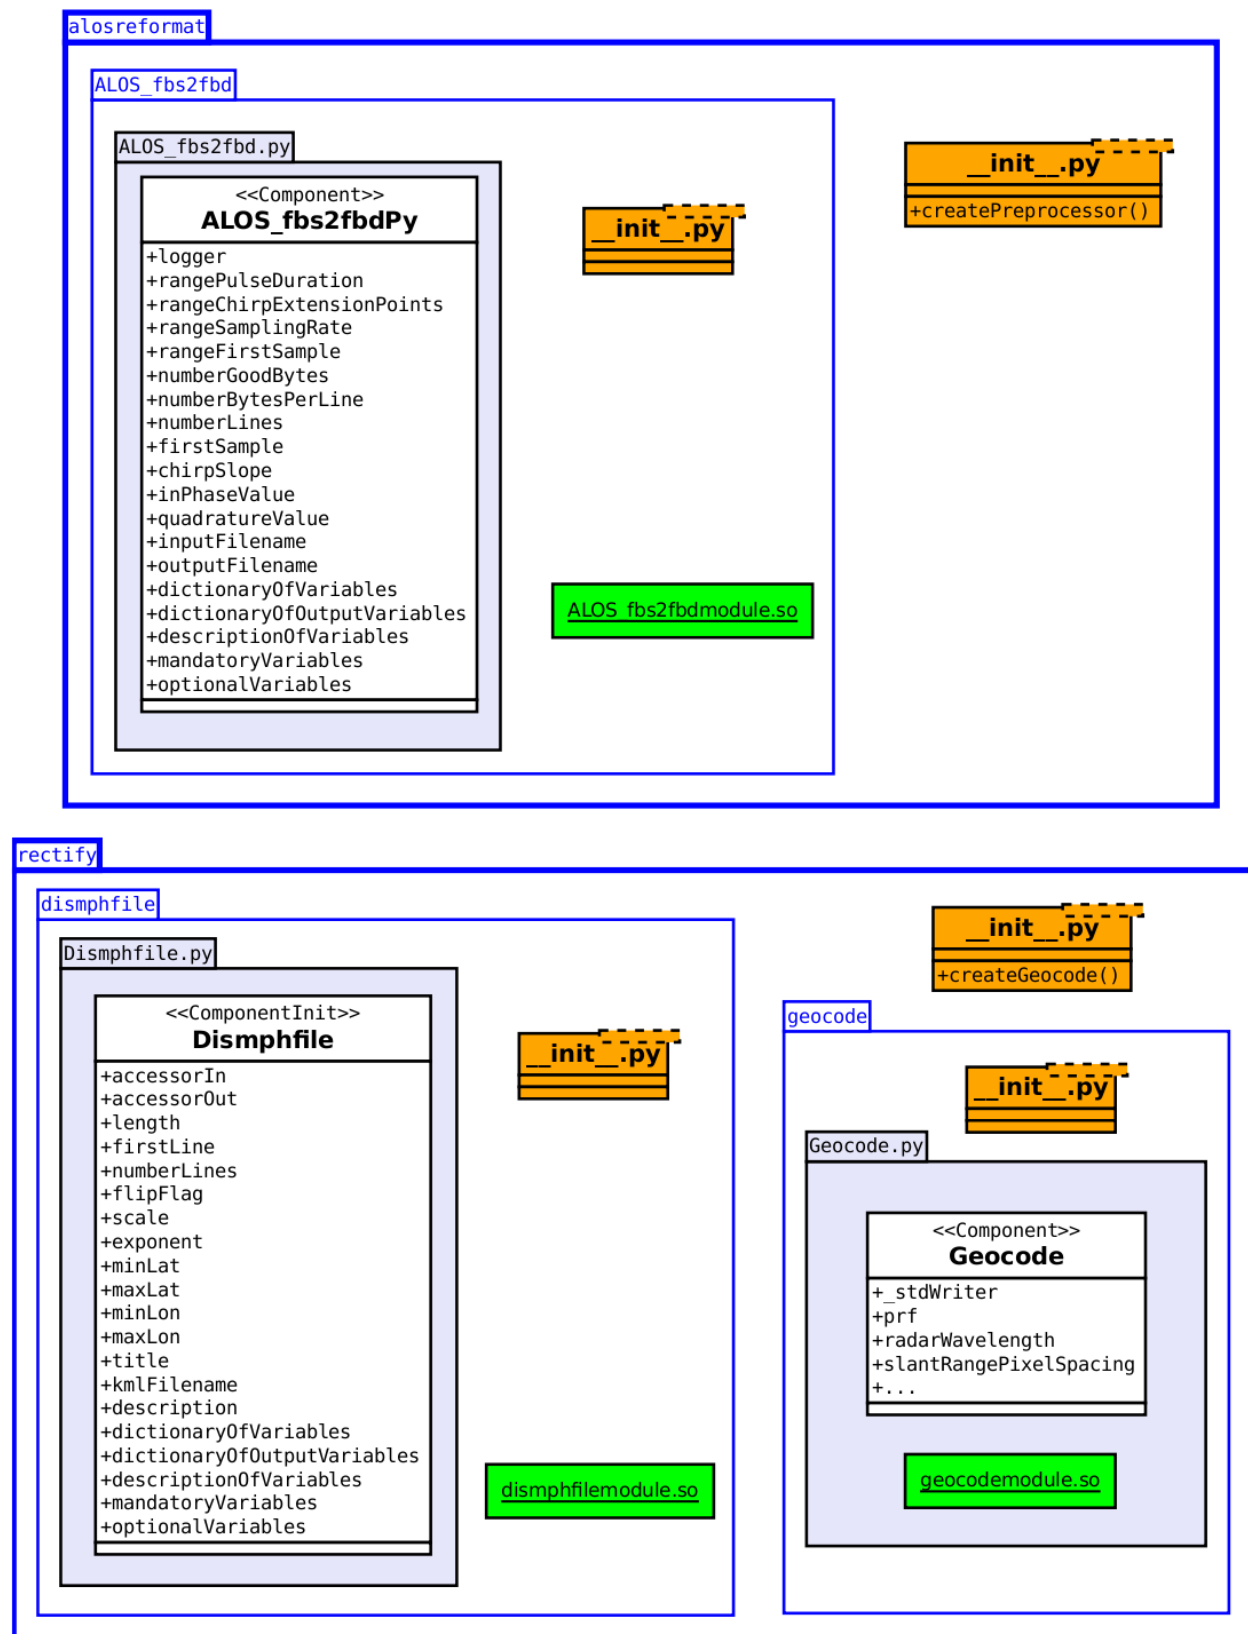 alosreformat
ALOS_fbs2fbd
ALOS_fbs2fbd.py
<<Component>>
ALOS_fbs2fbdPy
+logger
+rangePulseDuration
+rangeChirpExtensionPoints
+rangeSamplingRate
+rangeFirstSample
+numberGoodBytes
+numberBytesPerLine
+numberLines
+firstSample
+chirpSlope
+inPhaseValue
+quadratureValue
+inputFilename
+outputFilename
+dictionaryOfVariables
+dictionaryOfOutputVariables
+descriptionOfVariables
+mandatoryVariables
+optionalVariables
__init__.py
ALOS_fbs2fbdmodule.so
__init__.py
+createPreprocessor()
rectify
dismphfile
Dismphfile.py
<<ComponentInit>>
Dismphfile
+accessorIn
+accessorOut
+length
+firstLine
+numberLines
+flipFlag
+scale
+exponent
+minLat
+maxLat
+minLon
+maxLon
+title
+kmlFilename
+description
+dictionaryOfVariables
+dictionaryOfOutputVariables
+descriptionOfVariables
+mandatoryVariables
+optionalVariables
__init__.py
dismphfilemodule.so
__init__.py
+createGeocode()
geocode
__init__.py
Geocode.py
<<Component>>
Geocode
+_stdWriter
+prf
+radarWavelength
+slantRangePixelSpacing
+...
geocodemodule.so